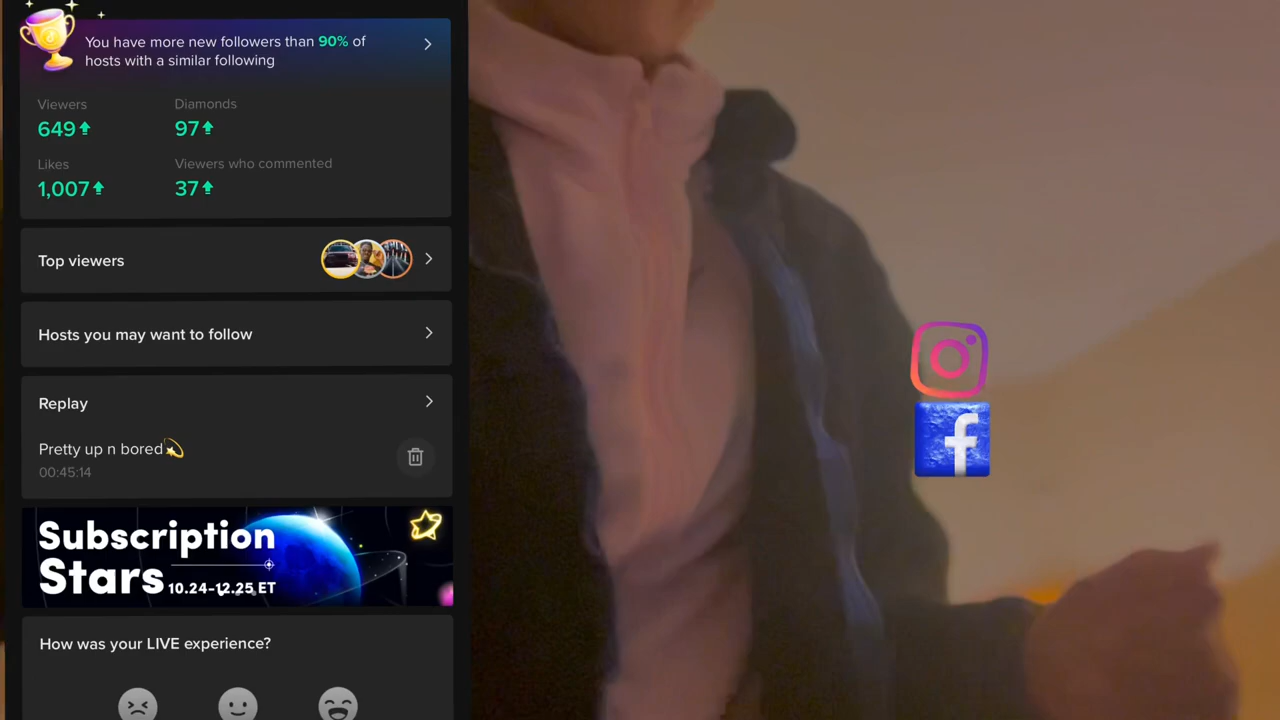 You have more new followers than 90% of
hosts with a similar following
Viewers
Diamonds
649
97
Likes
Viewers who commented
1,007
37
Top viewers
Hosts you may want to follow
Replay
Pretty up n bored
00:45:14
Subscription
Stars 10.24-12.25 ET
How was your LIVE experience?
f